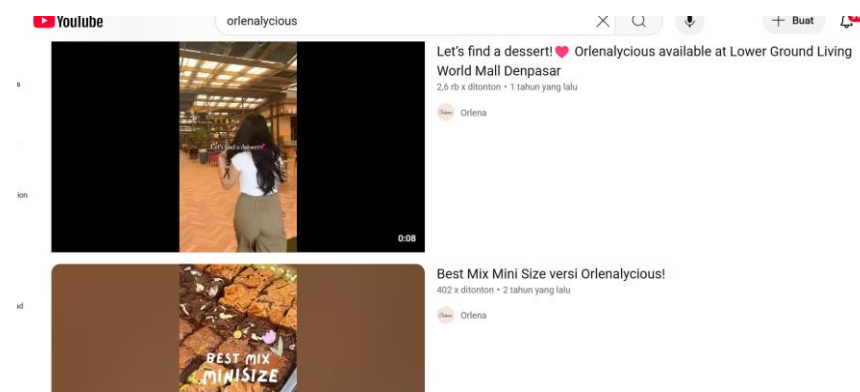 YouTube
orlenalycious
Buat
Let's find a dessert!
0:08
Let's find a dessert!❤ Orlenalycious available at Lower Ground Living
World Mall Denpasar
2,6 rb x ditonton • 1 tahun yang lalu
Orlena
BEST MIX
MINISIZE
Best Mix Mini Size versi Orlenalycious!
402 x ditonton • 2 tahun yang lalu
Orlena
ion